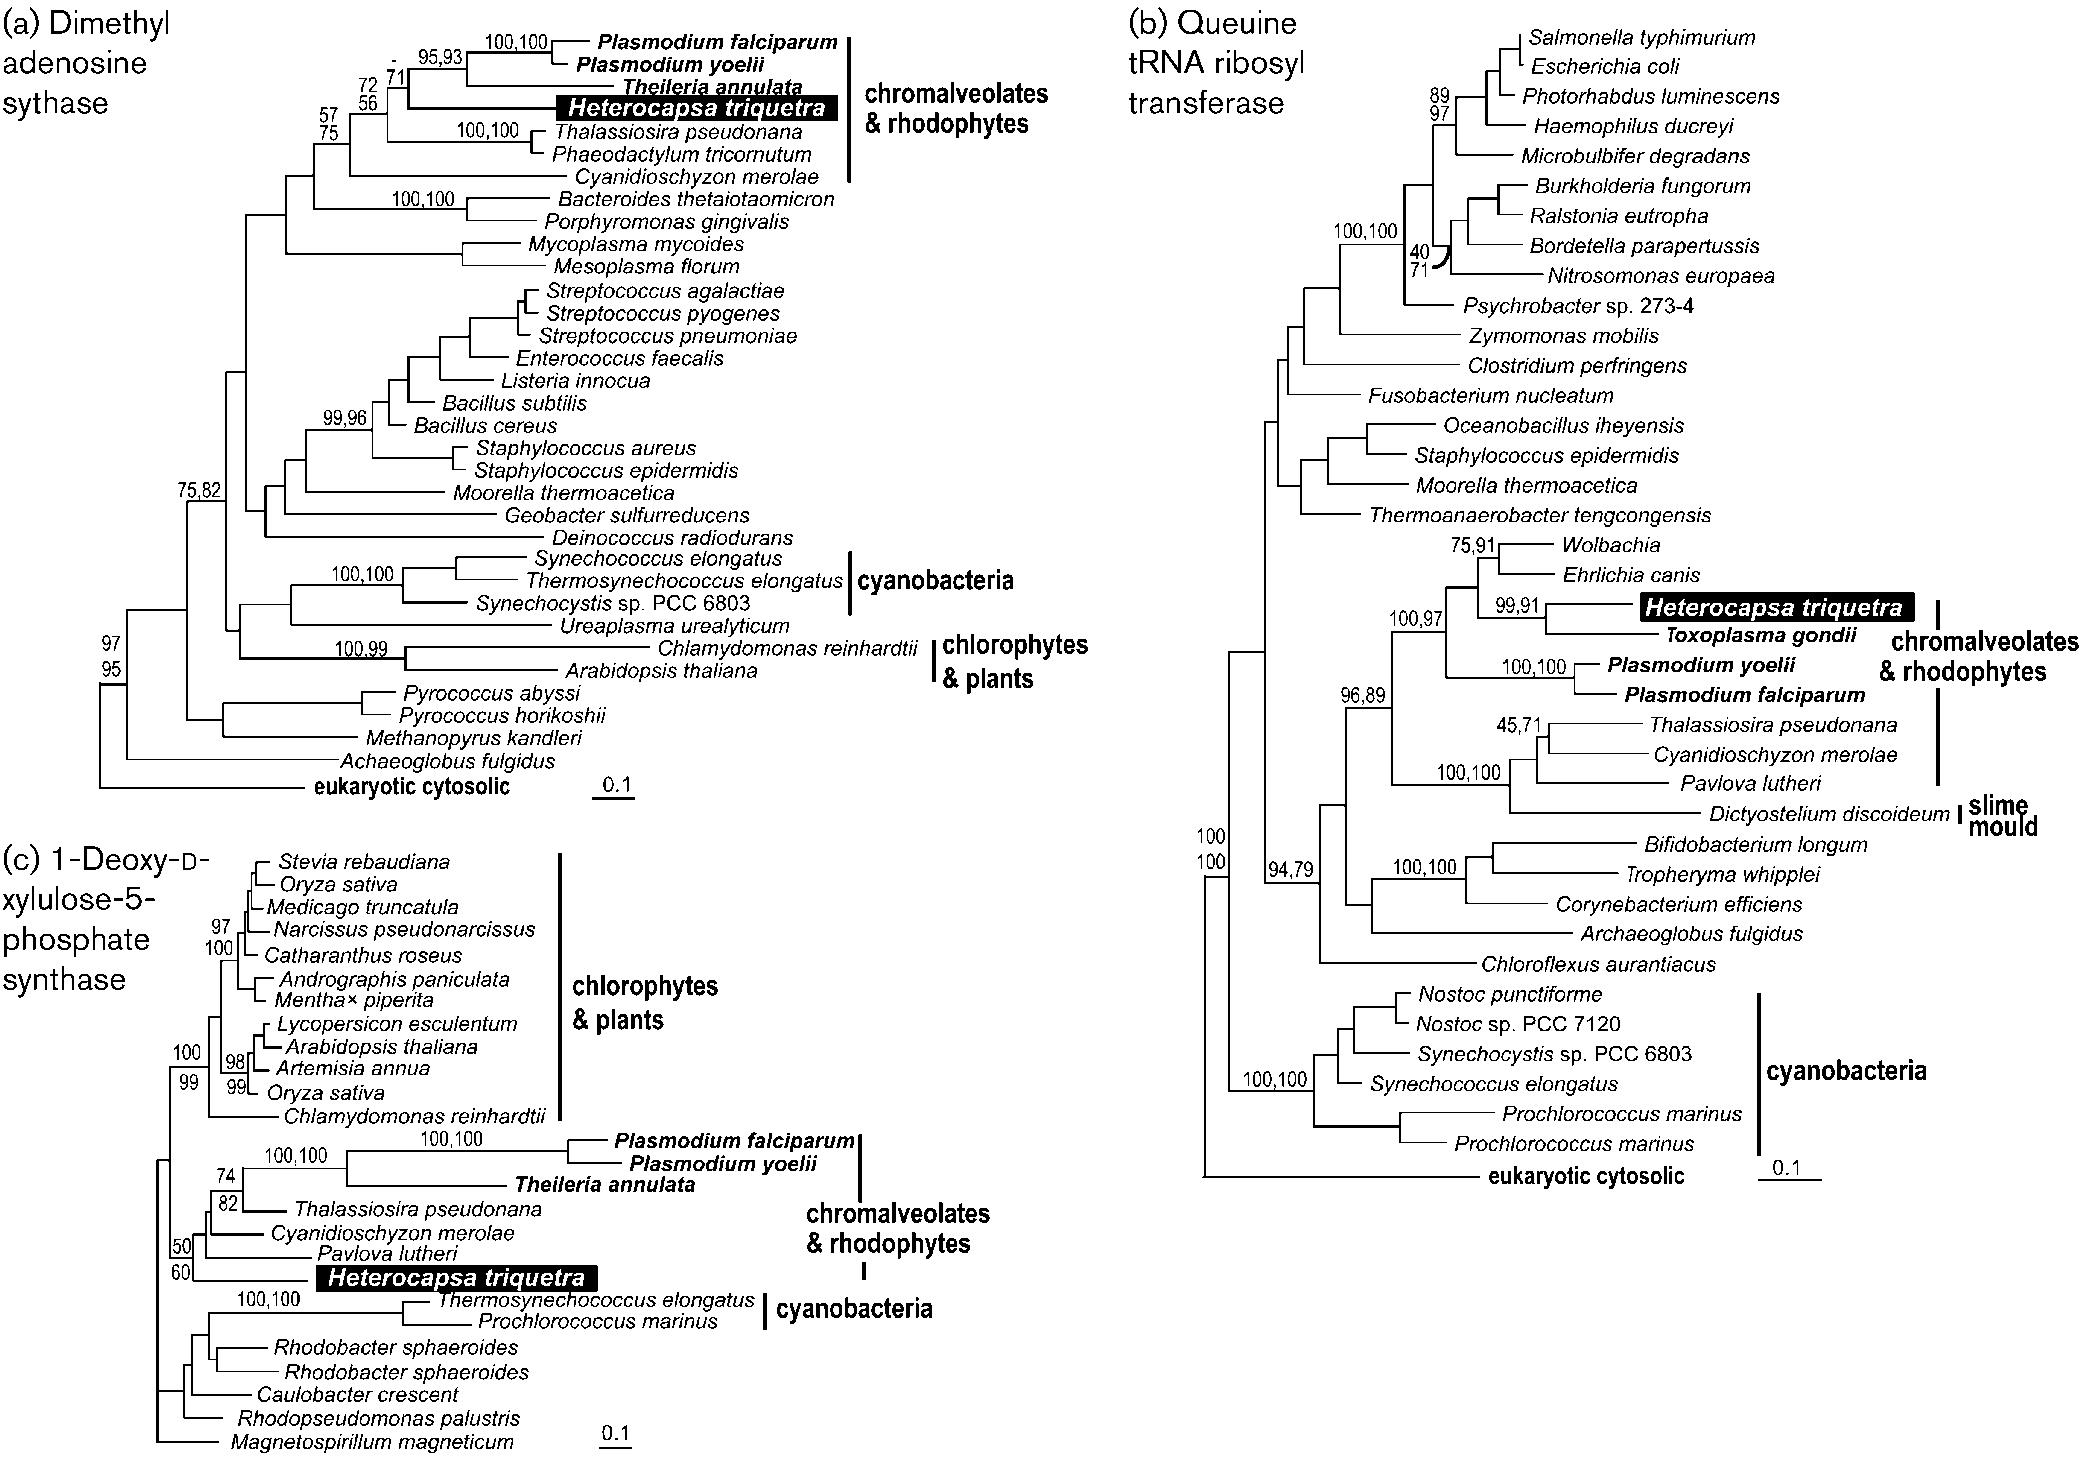 (a) Dimethyl
adenosine
sythase
100,100
Plasmodium falciparum
95,93
Plasmodium yoelii
-
71
Theileria annulata
72
56
Heterocapsa triquetra
chromalveolates
& rhodophytes
57
75
100,100
Thalassiosira pseudonana
Phaeodactylum tricornutum
Cyanidioschyzon merolae
100,100
Bacteroides thetaiotaomicron
Porphyromonas gingivalis
Mycoplasma mycoides
Mesoplasma florum
Streptococcus agalactiae
Streptococcus pyogenes
Streptococcus pneumoniae
Enterococcus faecalis
Listeria innocua
Bacillus subtilis
99,96
Bacillus cereus
Staphylococcus aureus
Staphylococcus epidermidis
75,82
Moorella thermoacetica
Geobacter sulfurreducens
Deinococcus radiodurans
Synechococcus elongatus
100,100
Thermosynechococcus elongatus
cyanobacteria
Synechocystis sp. PCC 6803
Ureaplasma urealyticum
97
95
100,99
Chlamydomonas reinhardtii
Arabidopsis thaliana
chlorophytes
& plants
Pyrococcus abyssi
Pyrococcus horikoshii
Methanopyrus kandleri
Achaeoglobus fulgidus
eukaryotic cytosolic
0.1
(b) Queuine
tRNA ribosyl
transferase
Salmonella typhimurium
Escherichia coli
89
97
Photorhabdus luminescens
Haemophilus ducreyi
Microbulbifer degradans
Burkholderia fungorum
Ralstonia eutropha
100,100
40
71
Bordetella parapertussis
Nitrosomonas europaea
Psychrobacter sp. 273-4
Zymomonas mobilis
Clostridium perfringens
Fusobacterium nucleatum
Oceanobacillus iheyensis
Staphylococcus epidermidis
Moorella thermoacetica
Thermoanaerobacter tengcongensis
75,91
Wolbachia
Ehrlichia canis
100,97
99,91
Heterocapsa triquetra
Toxoplasma gondii
chromalveolates
& rhodophytes
100,100
Plasmodium yoelii
96,89
Plasmodium falciparum
45,71
Thalassiosira pseudonana
Cyanidioschyzon merolae
100,100
Pavlova lutheri
Dictyostelium discoideum
slime
mould
100
100
94,79
Bifidobacterium longum
100,100
Tropheryma whipplei
Corynebacterium efficiens
Archaeoglobus fulgidus
Chloroflexus aurantiacus
Nostoc punctiforme
Nostoc sp. PCC 7120
Synechocystis sp. PCC 6803
100,100
Synechococcus elongatus
cyanobacteria
Prochlorococcus marinus
Prochlorococcus marinus
eukaryotic cytosolic
0.1
(c) 1-Deoxy-D-
xylulose-5-
phosphate
synthase
Stevia rebaudiana
Oryza sativa
Medicago truncatula
97
100
Narcissus pseudonarcissus
Catharanthus roseus
Andrographis paniculata
Mentha× piperita
chlorophytes
& plants
Lycopersicon esculentum
Arabidopsis thaliana
100
99
98
99
Artemisia annua
Oryza sativa
Chlamydomonas reinhardtii
100,100
Plasmodium falciparum
100,100
Plasmodium yoelii
74
82
Theileria annulata
Thalassiosira pseudonana
chromalveolates
& rhodophytes
Cyanidioschyzon merolae
50
60
Pavlova lutheri
Heterocapsa triquetra
100,100
Thermosynechococcus elongatus
Prochlorococcus marinus
cyanobacteria
Rhodobacter sphaeroides
Rhodobacter sphaeroides
Caulobacter crescent
Rhodopseudomonas palustris
Magnetospirillum magneticum
0.1